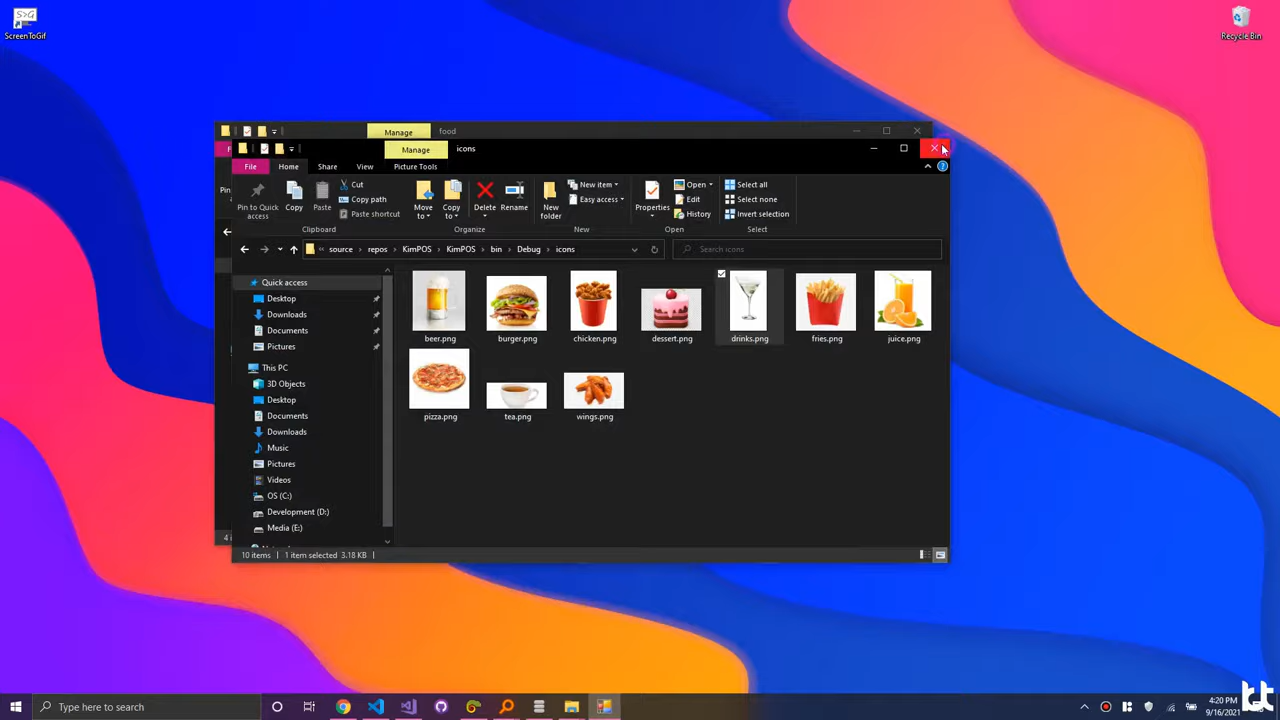 S>G
ScreenToGif
Recycle Bin
Manage food
Manage icons
File Home Share View Picture Tools
Pin to Quick access
Copy
Paste
Cut
Copy path
Paste shortcut
Clipboard
Move to
Copy to
Delete
Rename
Organize
New folder
New item
Easy access
New
Properties
Open
Edit
History
Open
Select all
Select none
Invert selection
Select
« source repos KimPOS KimPOS bin Debug icons
Search icons
Quick access
Desktop
Downloads
Documents
Pictures
This PC
3D Objects
Desktop
Documents
Downloads
Music
Pictures
Videos
OS (C:)
Development (D:)
Media (E:)
beer.png burger.png chicken.png dessert.png drinks.png fries.png juice.png
pizza.png tea.png wings.png
10 items 1 item selected 3.18 KB
Type here to search
4:20 PM
9/16/2021